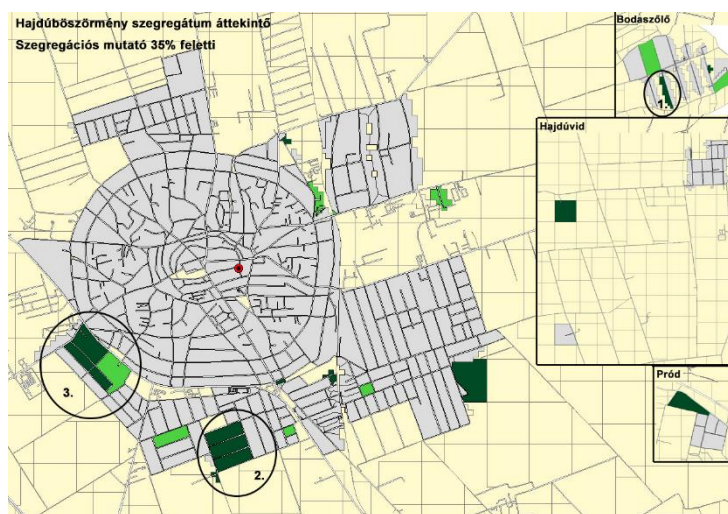 Hajdúböszörmény szegregátum áttekintő
Szegregációs mutató 35% feletti
Bodaszőlő
1.
Hajdúvid
3.
Pród
2.